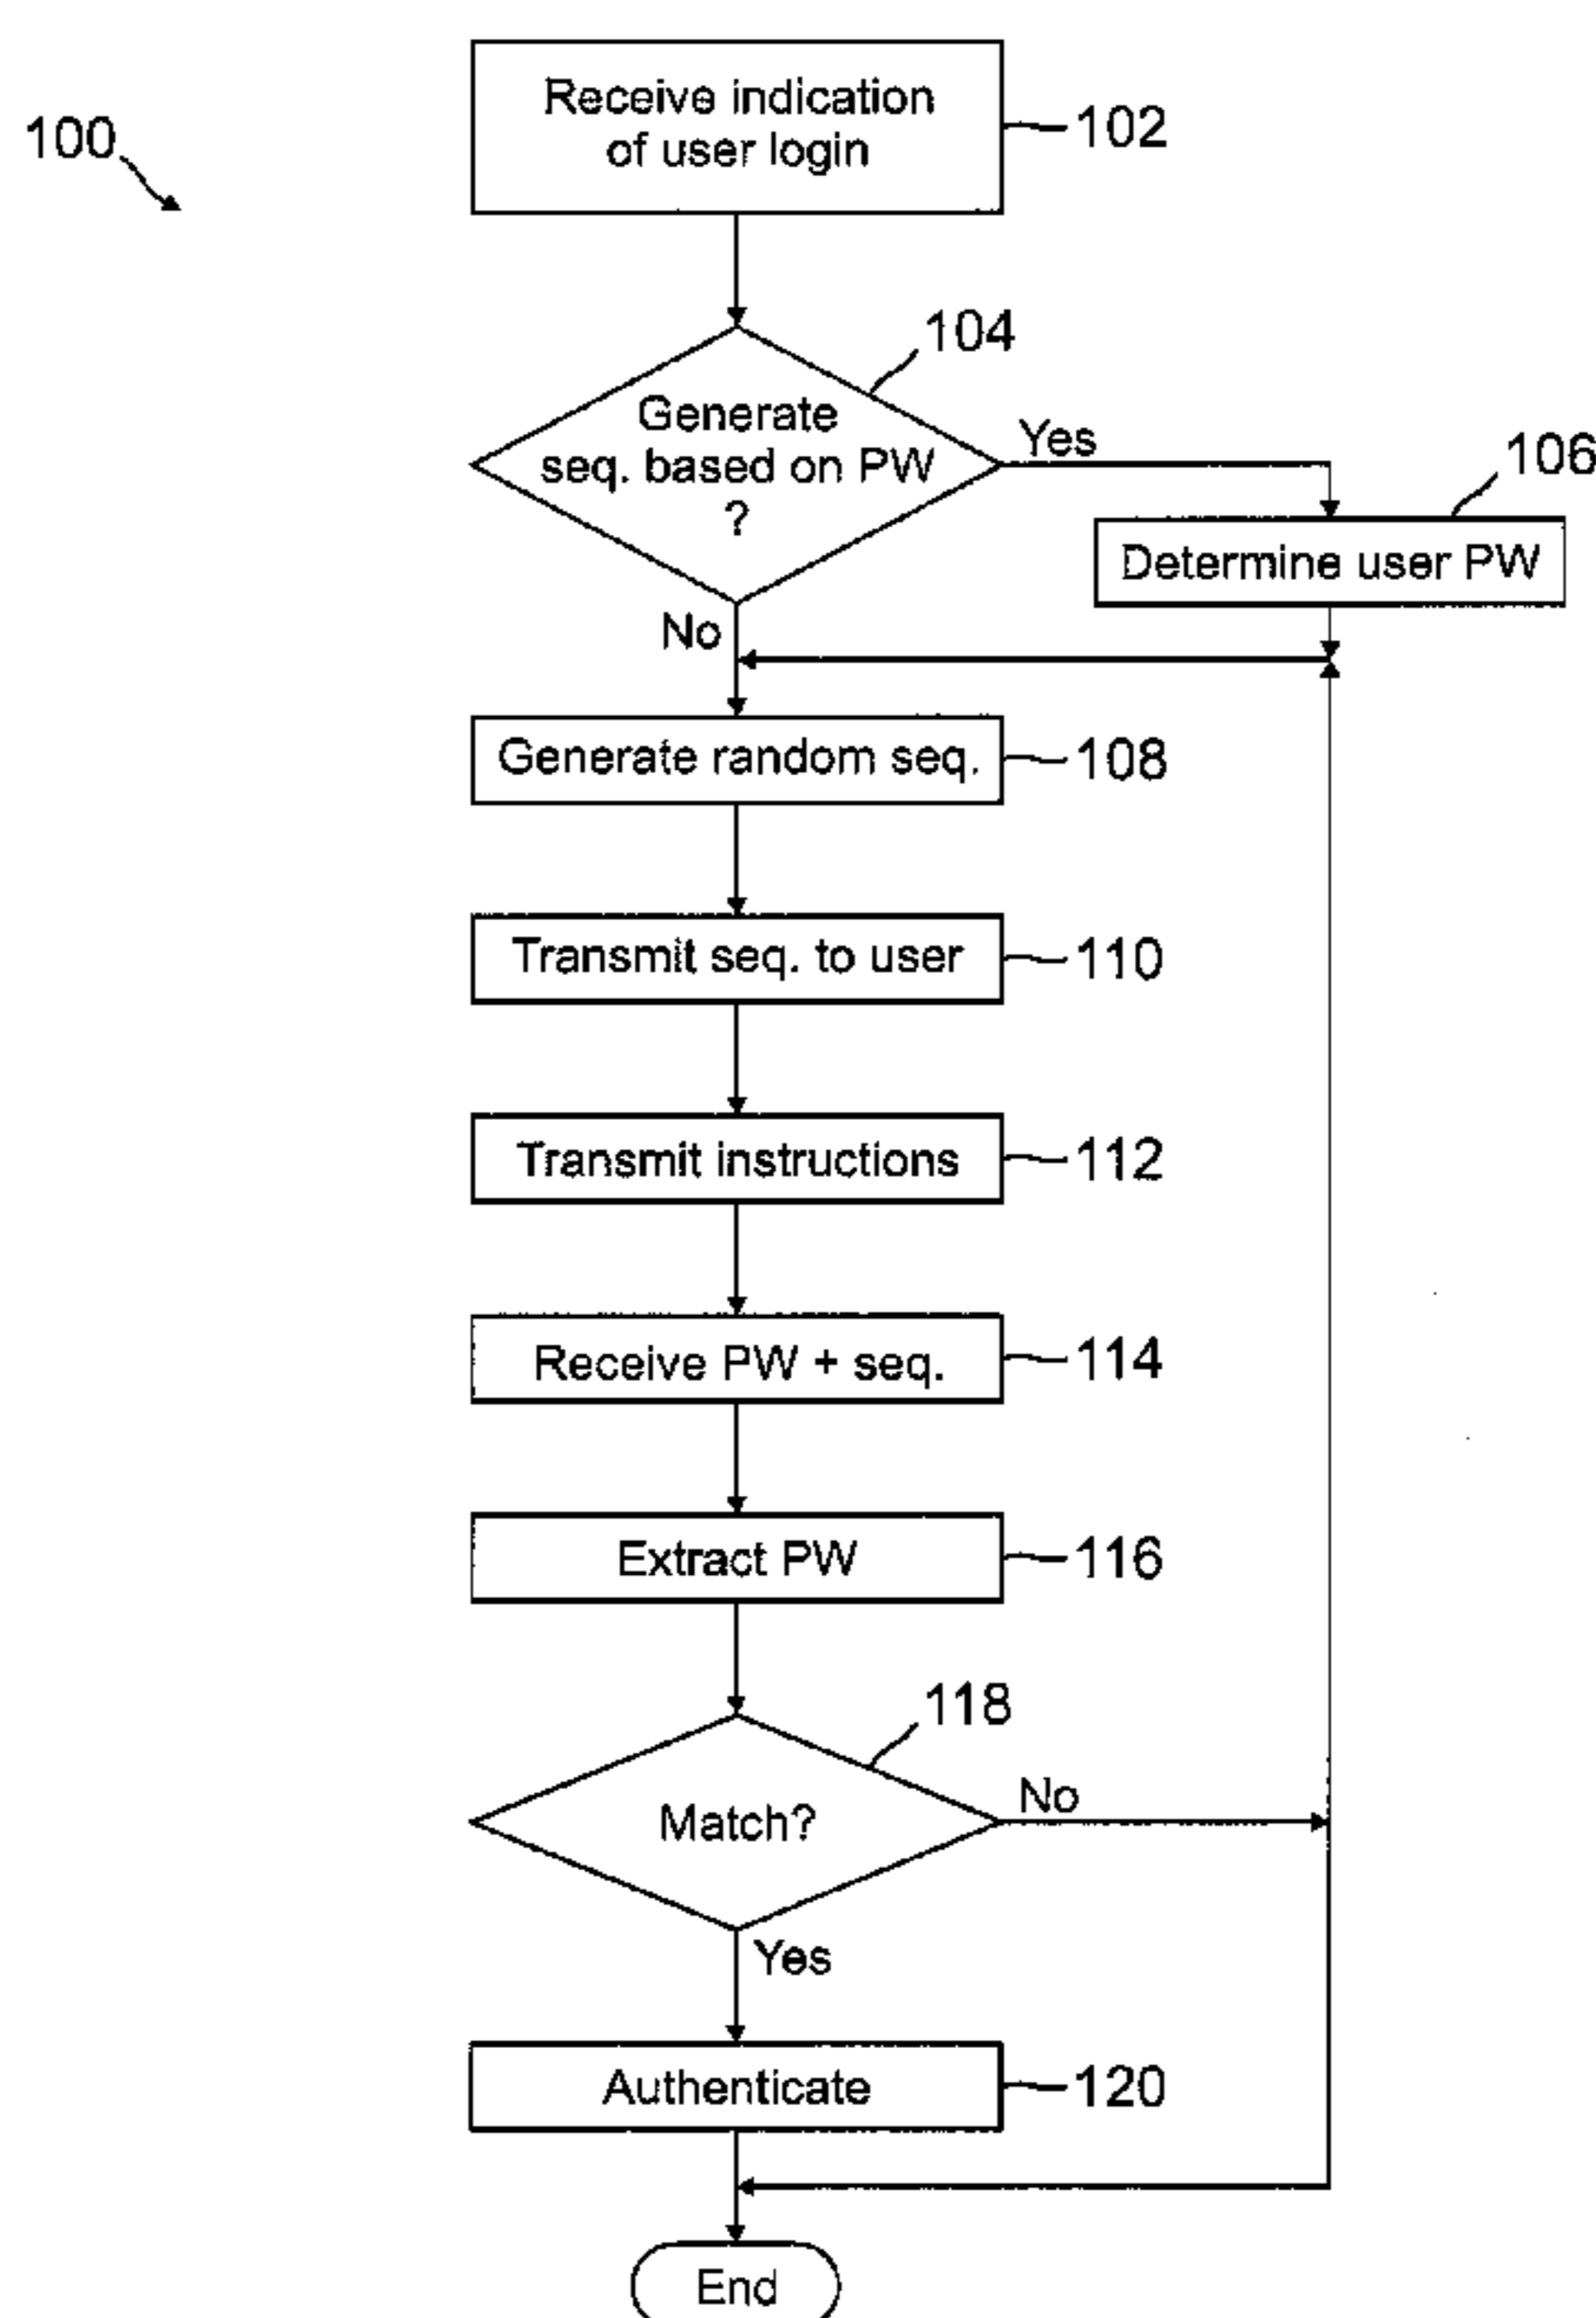 100
Receive indication
of user login
102
104
Generate
seq. based on PW
?
Yes
106
Determine user PW
No
Generate random seq.
108
Transmit seq. to user
110
Transmit instructions
112
Receive PW + seq.
114
Extract PW
116
118
Match?
No
Yes
Authenticate
120
End